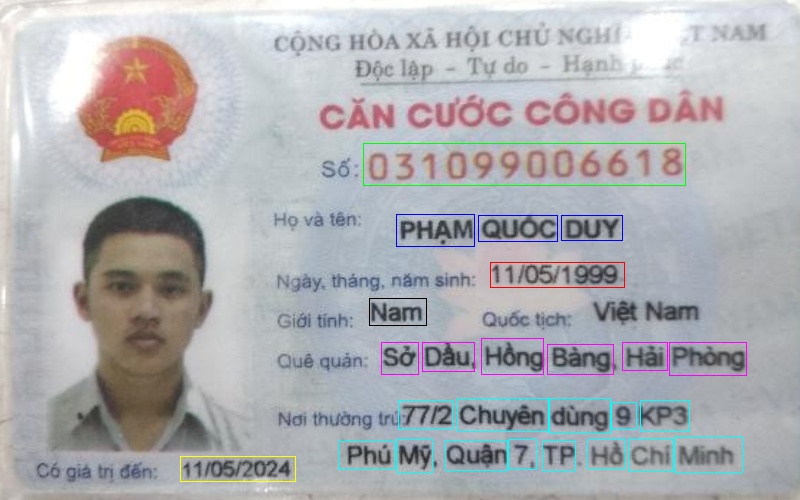 CỘNG HÒA XÃ HỘI CHỦ NGHĨA VIỆT NAM
Độc lập - Tự do - Hạnh phúc
CĂN CƯỚC CÔNG DÂN
Số: 031099006618
Họ và tên: PHẠM QUỐC DUY
Ngày, tháng, năm sinh: 11/05/1999
Giới tính: Nam Quốc tịch: Việt Nam
Quê quán: Sở Dầu, Hồng Bàng, Hải Phòng
Nơi thường trú: 77/2 Chuyên dùng 9 KP3
Phú Mỹ, Quận 7, TP. Hồ Chí Minh
Có giá trị đến: 11/05/2024